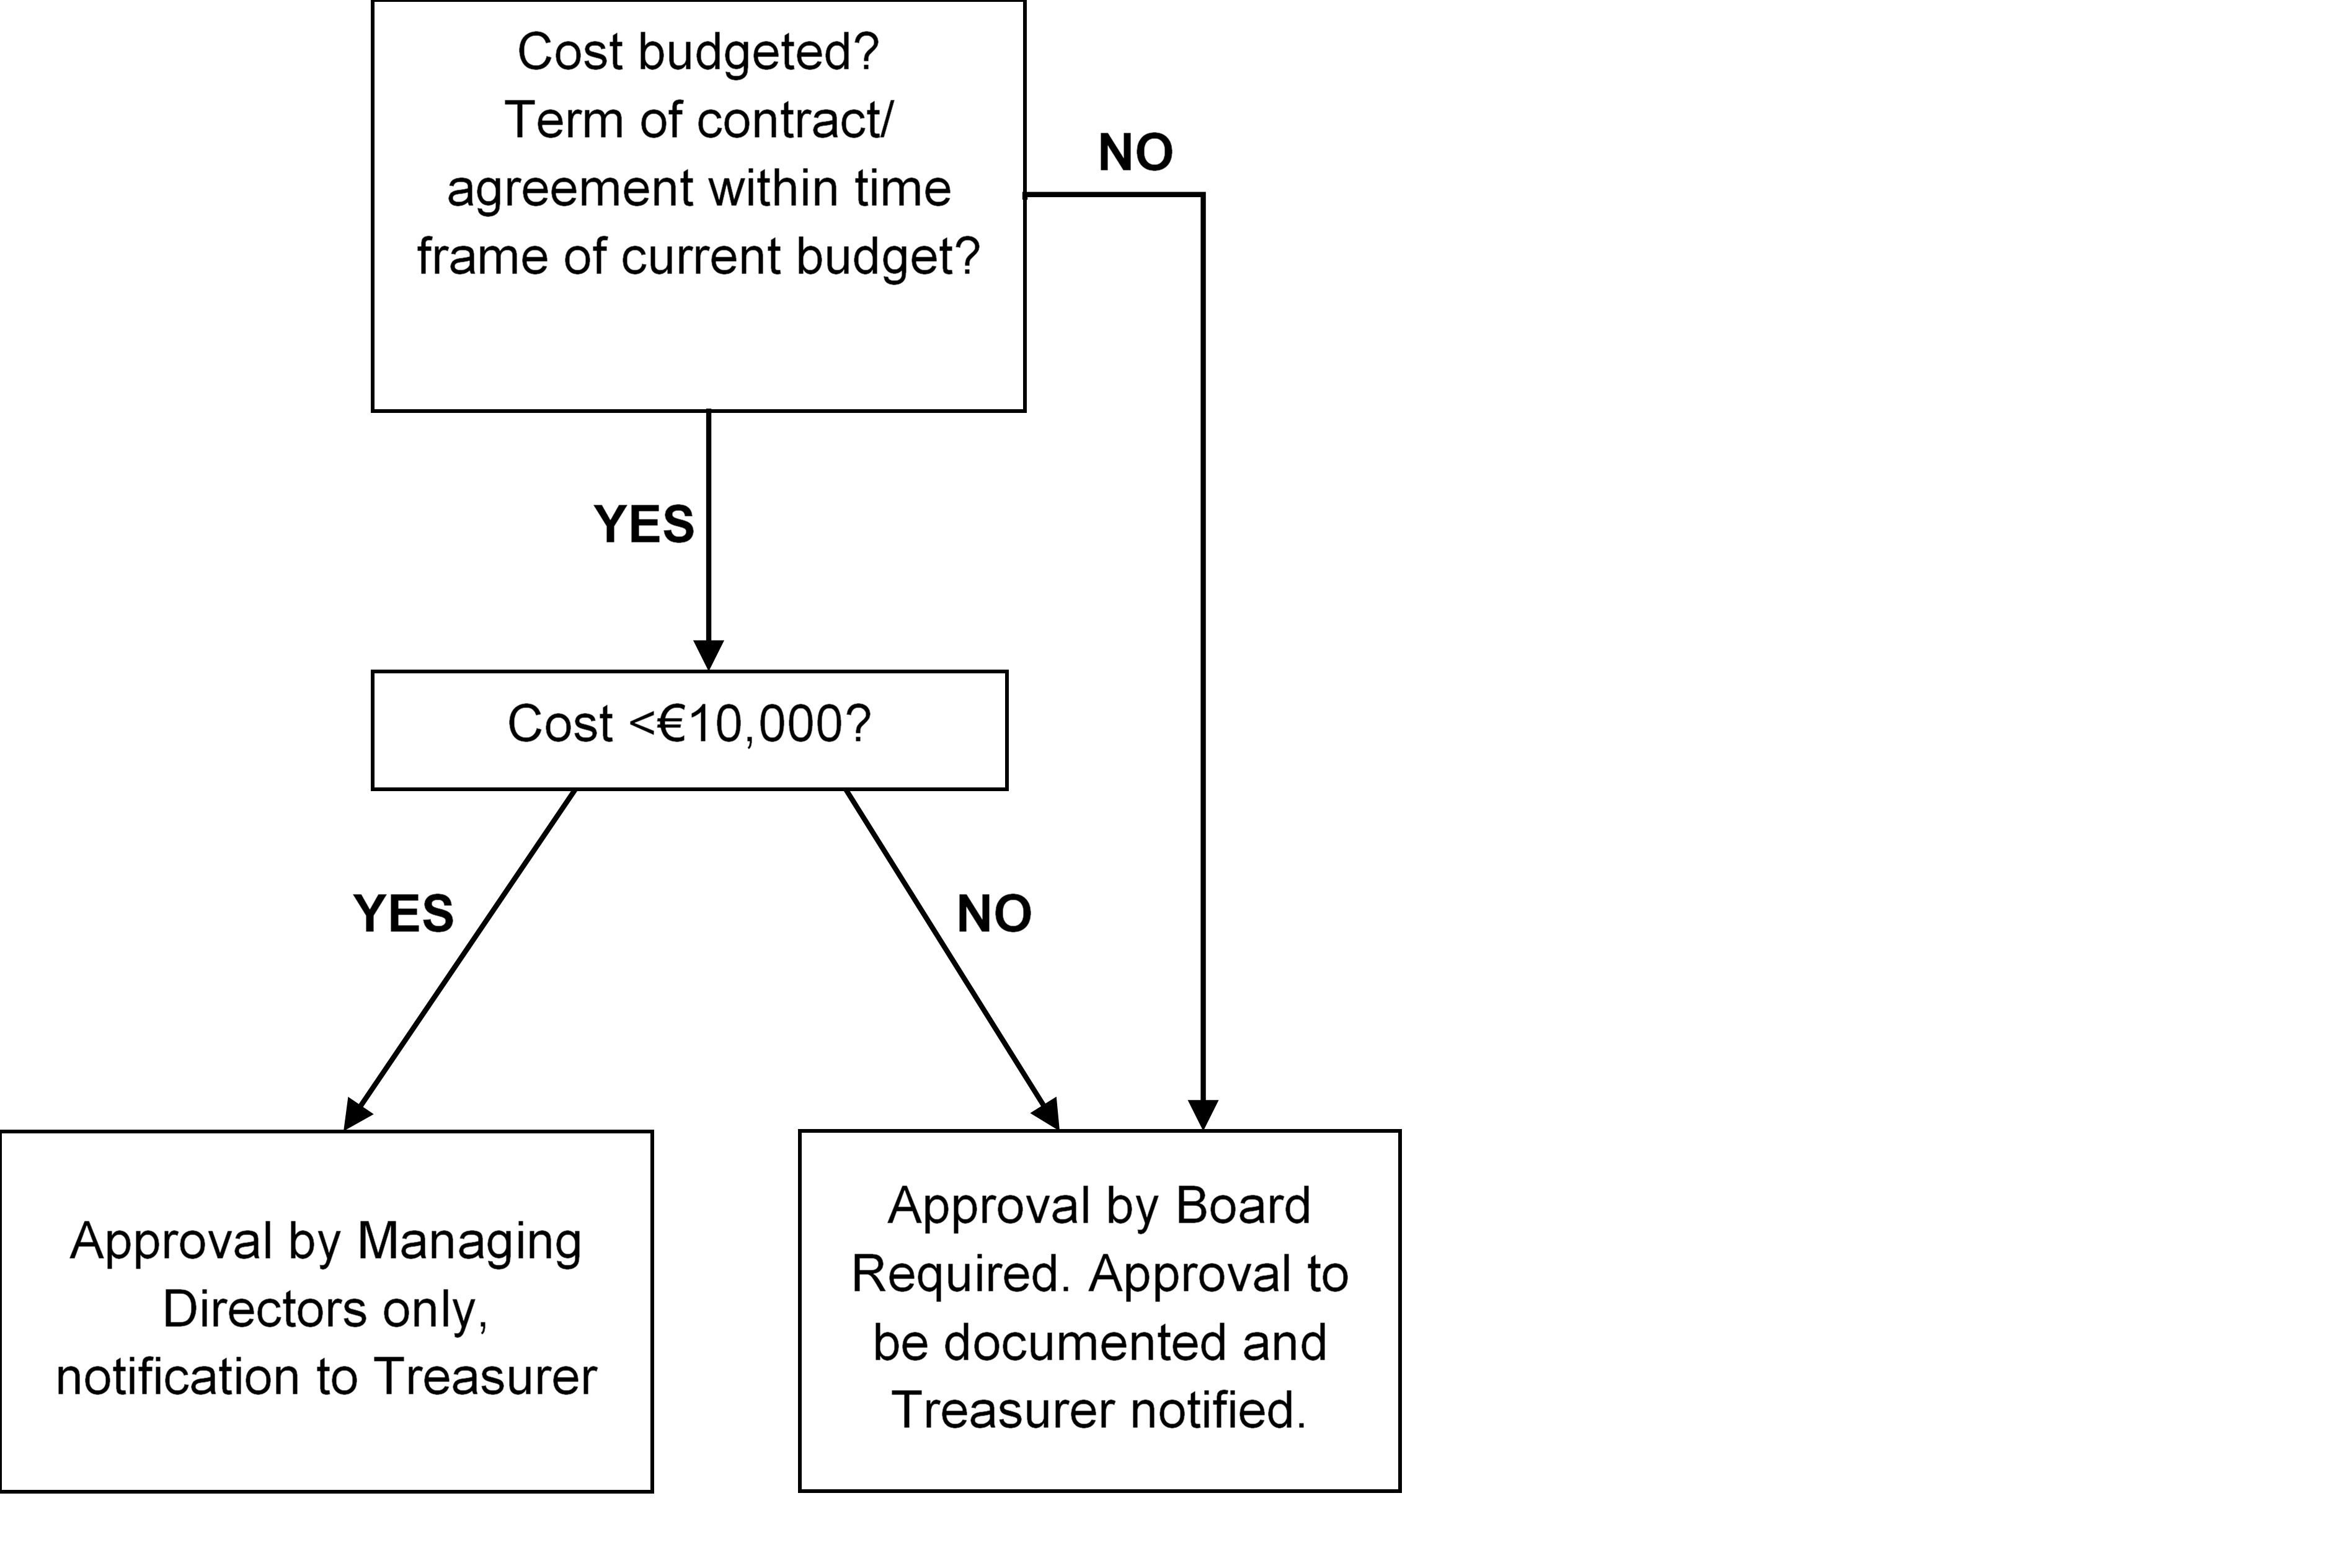 Cost budgeted?
Term of contract/
agreement within time
frame of current budget?
NO
YES
Cost <€10,000?
YES
NO
Approval by Managing
Directors only,
notification to Treasurer
Approval by Board
Required. Approval to
be documented and
Treasurer notified.